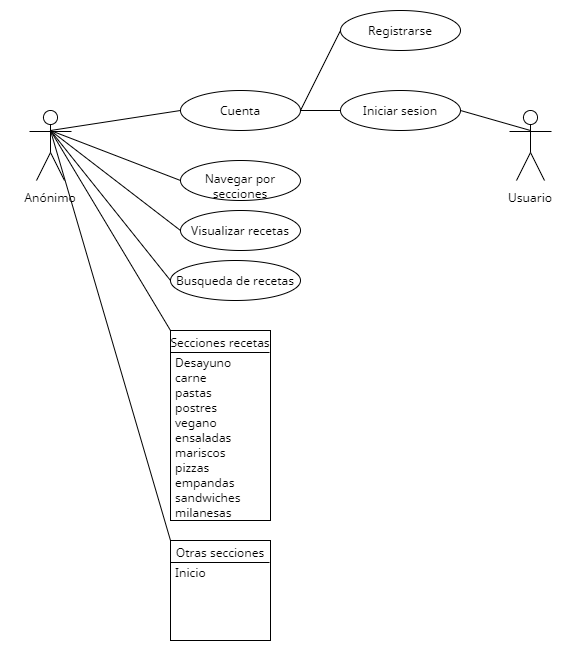 Registrarse
Cuenta
Iniciar sesion
Anónimo
Usuario
Navegar por
secciones
Visualizar recetas
Busqueda de recetas
Secciones recetas
Desayuno
carne
pastas
postres
vegano
ensaladas
mariscos
pizzas
empandas
sandwiches
milanesas
Otras secciones
Inicio